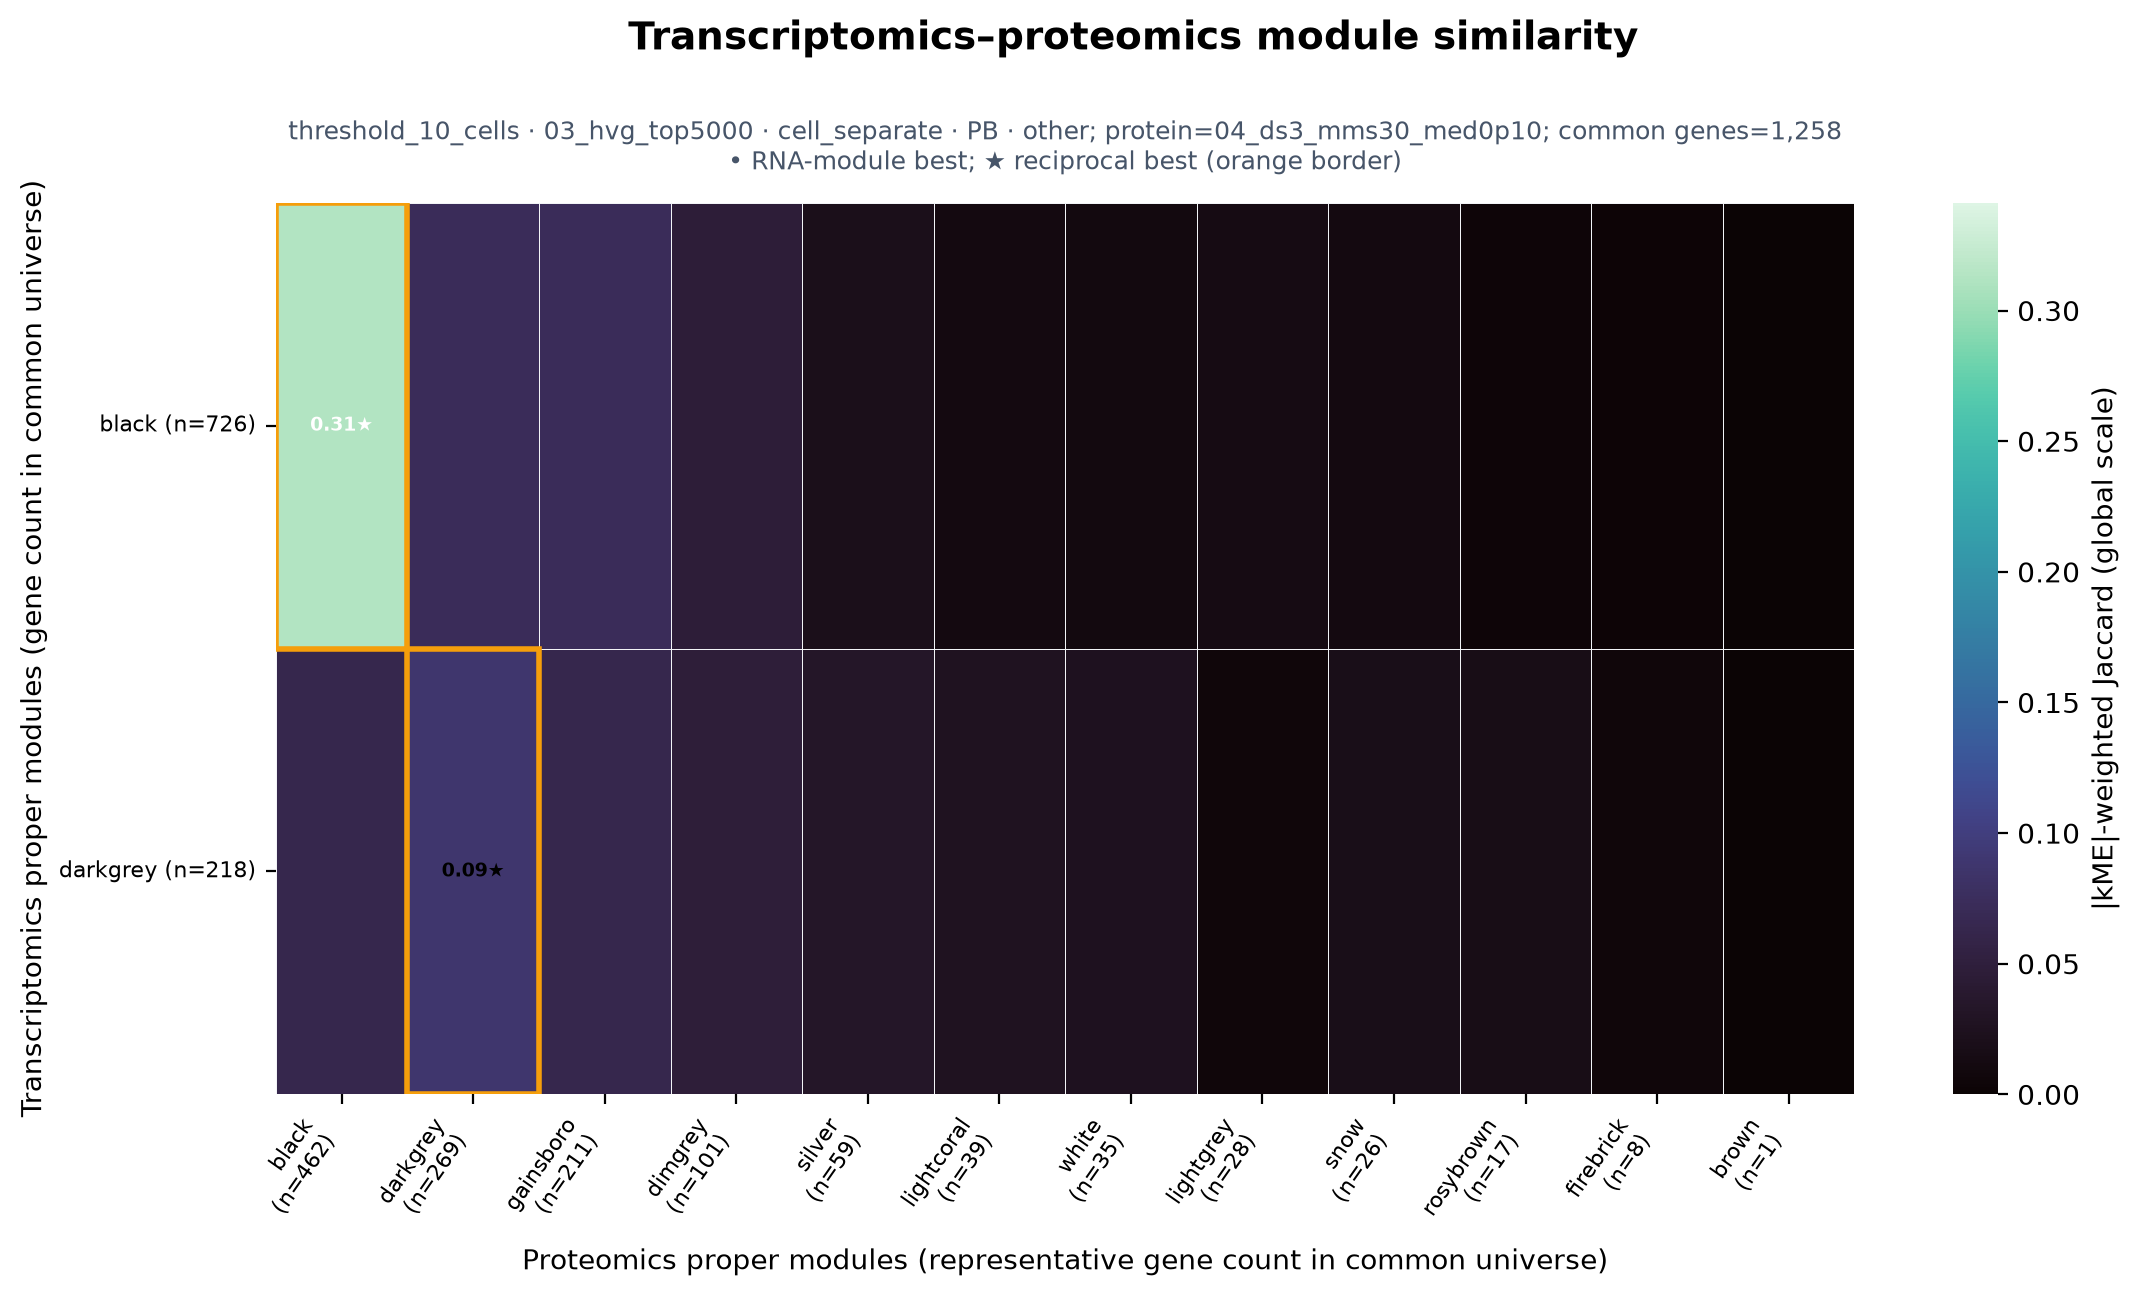 Transcriptomics–proteomics module similarity
threshold_10_cells · 03_hvg_top5000 · cell_separate · PB · other; protein=04_ds3_mms30_med0p10; common genes=1,258
• RNA-module best; ★ reciprocal best (orange border)
Transcriptomics proper modules (gene count in common universe)
black (n=726)
darkgrey (n=218)
0.31★
0.09★
black
(n=462)
darkgrey
(n=269)
gainsboro
(n=211)
dimgrey
(n=101)
silver
(n=59)
lightcoral
(n=39)
white
(n=35)
lightgrey
(n=28)
snow
(n=26)
rosybrown
(n=17)
firebrick
(n=8)
brown
(n=1)
Proteomics proper modules (representative gene count in common universe)
0.30
0.25
0.20
0.15
0.10
0.05
0.00
|kME|-weighted Jaccard (global scale)